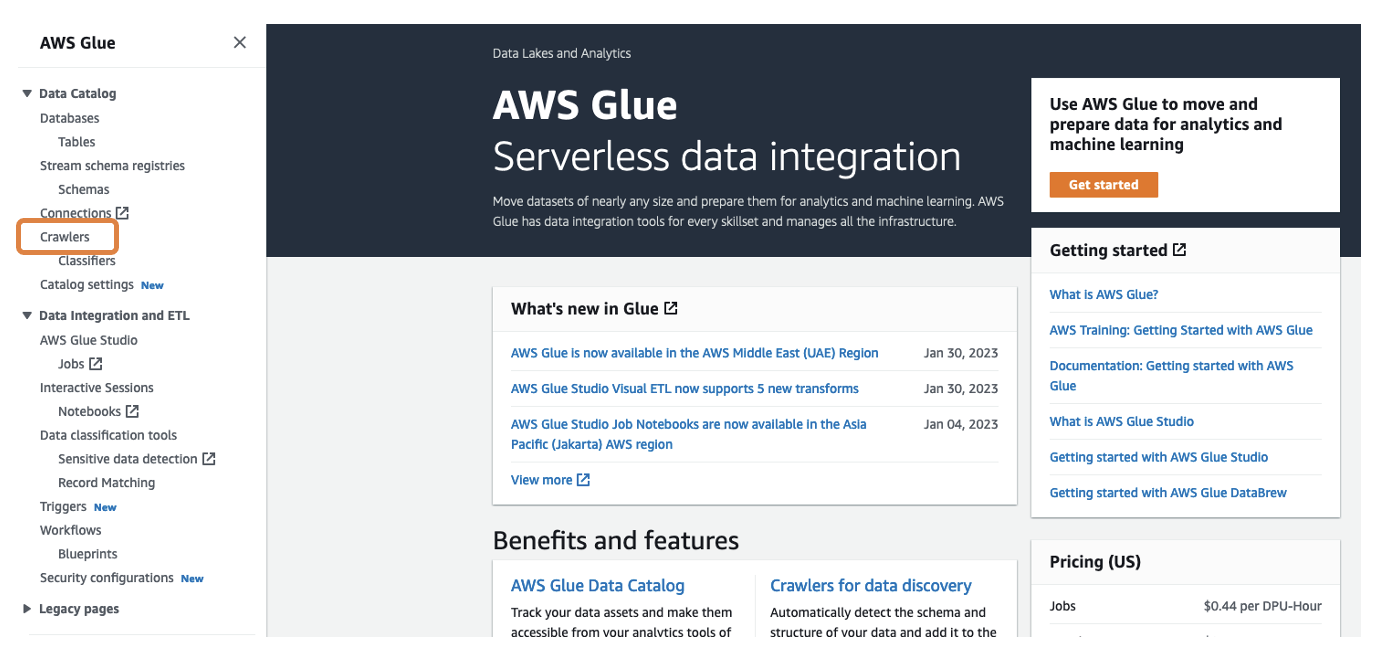 AWS Glue
Data Catalog
Databases
Tables
Stream schema registries
Schemas
Connections
Crawlers
Classifiers
Catalog settings New
Data Integration and ETL
AWS Glue Studio
Jobs
Interactive Sessions
Notebooks
Data classification tools
Sensitive data detection
Record Matching
Triggers New
Workflows
Blueprints
Security configurations New
Legacy pages
Data Lakes and Analytics
AWS Glue
Serverless data integration
Move datasets of nearly any size and prepare them for analytics and machine learning. AWS
Glue has data integration tools for every skillset and manages all the infrastructure.
Use AWS Glue to move and
prepare data for analytics and
machine learning
Get started
What's new in Glue
AWS Glue is now available in the AWS Middle East (UAE) Region Jan 30, 2023
AWS Glue Studio Visual ETL now supports 5 new transforms Jan 30, 2023
AWS Glue Studio Job Notebooks are now available in the Asia Jan 04, 2023
Pacific (Jakarta) AWS region
View more
Getting started
What is AWS Glue?
AWS Training: Getting Started with AWS Glue
Documentation: Getting started with AWS
Glue
What is AWS Glue Studio
Getting started with AWS Glue Studio
Getting started with AWS Glue DataBrew
Benefits and features
AWS Glue Data Catalog
Track your data assets and make them
accessible from your analytics tools of
Crawlers for data discovery
Automatically detect the schema and
structure of your data and add it to the
Pricing (US)
Jobs $0.44 per DPU-Hour